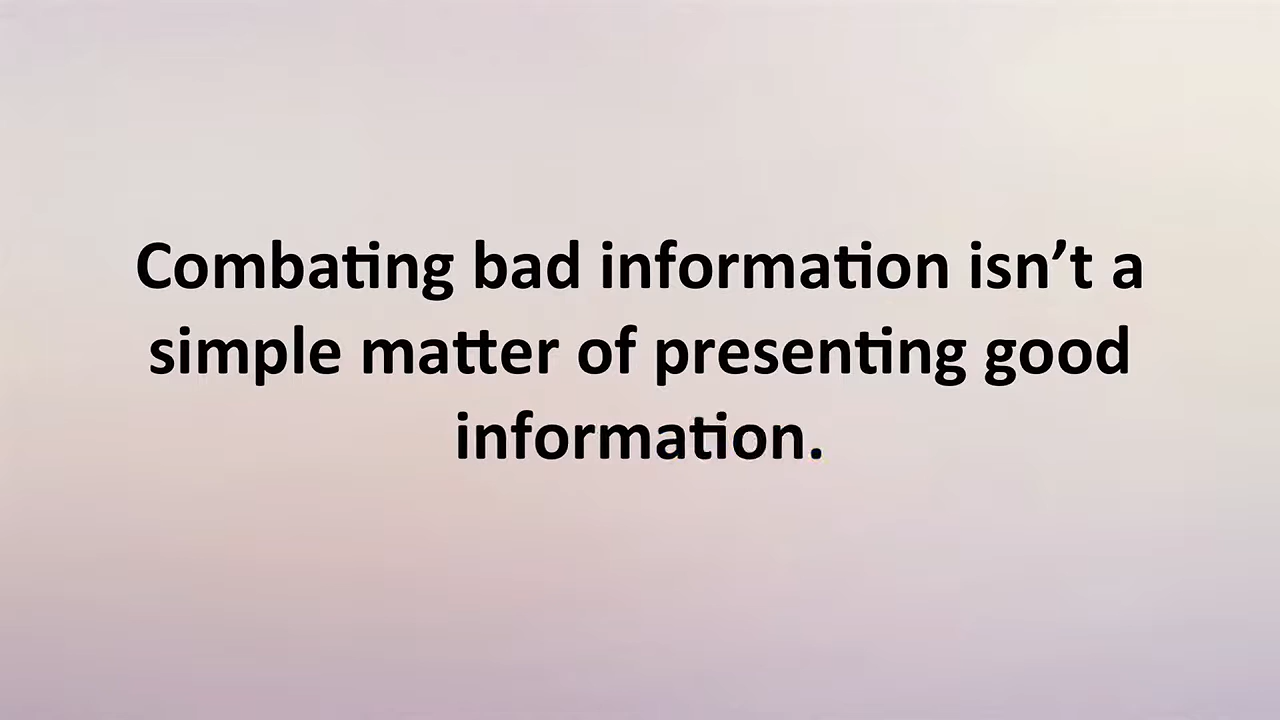 Combating bad information isn’t a
simple matter of presenting good
information.